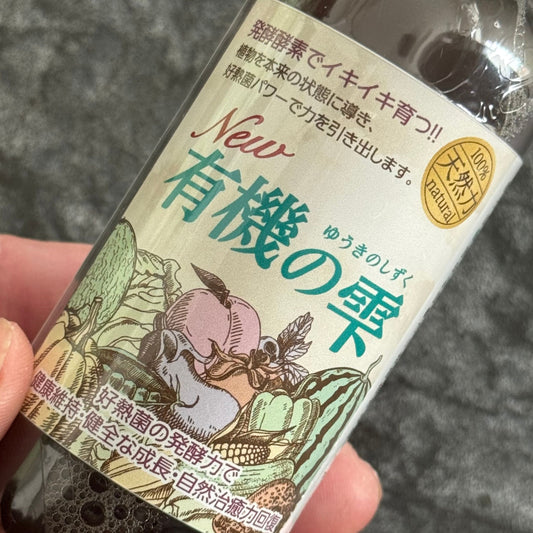 発酵酵素でイキイキ育つ!!
植物を本来の状態に導き、
好熱菌パワーで力を引き出します。
100%
天然力
natural
New
ゆうきのしずく
有機の雫
好熱菌の発酵力で
健康維持・健全な成長・自然治癒力回復